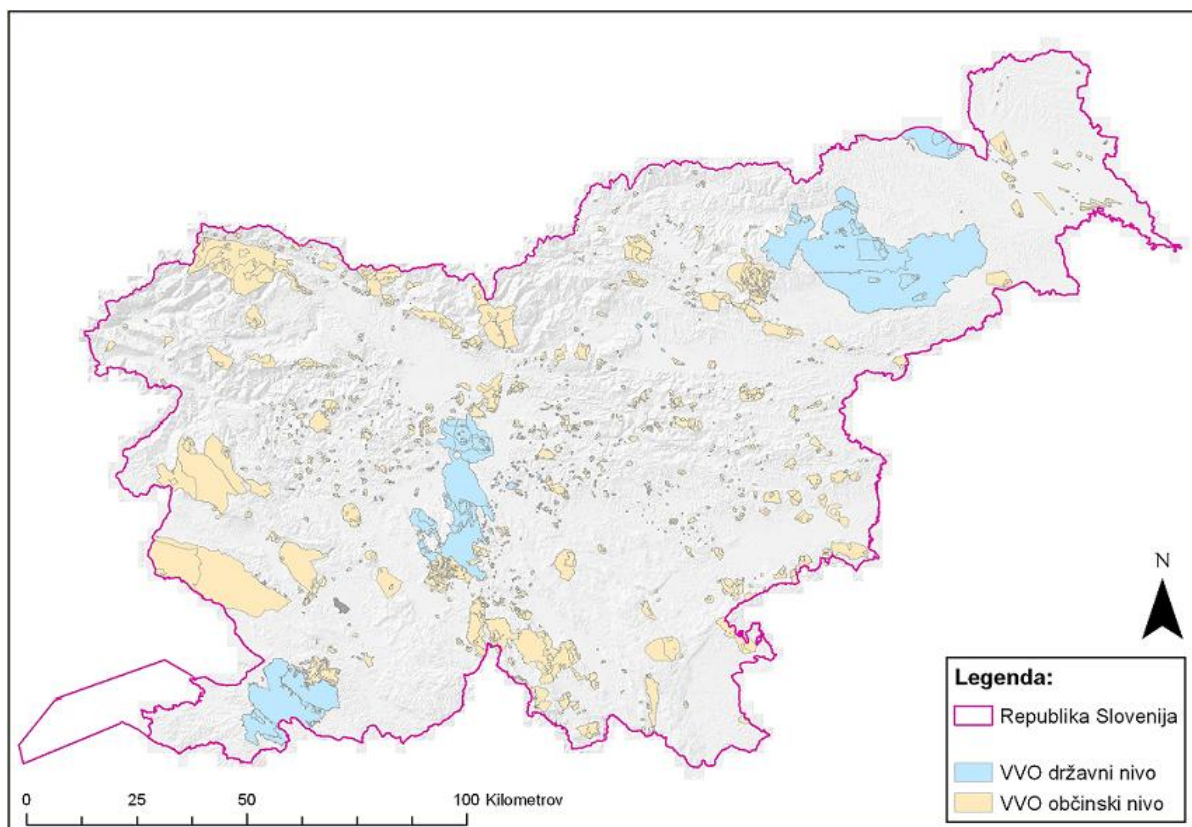 N
Legenda:
Republika Slovenija
VVO državni nivo
VVO občinski nivo
0 25 50 100 Kilometrov